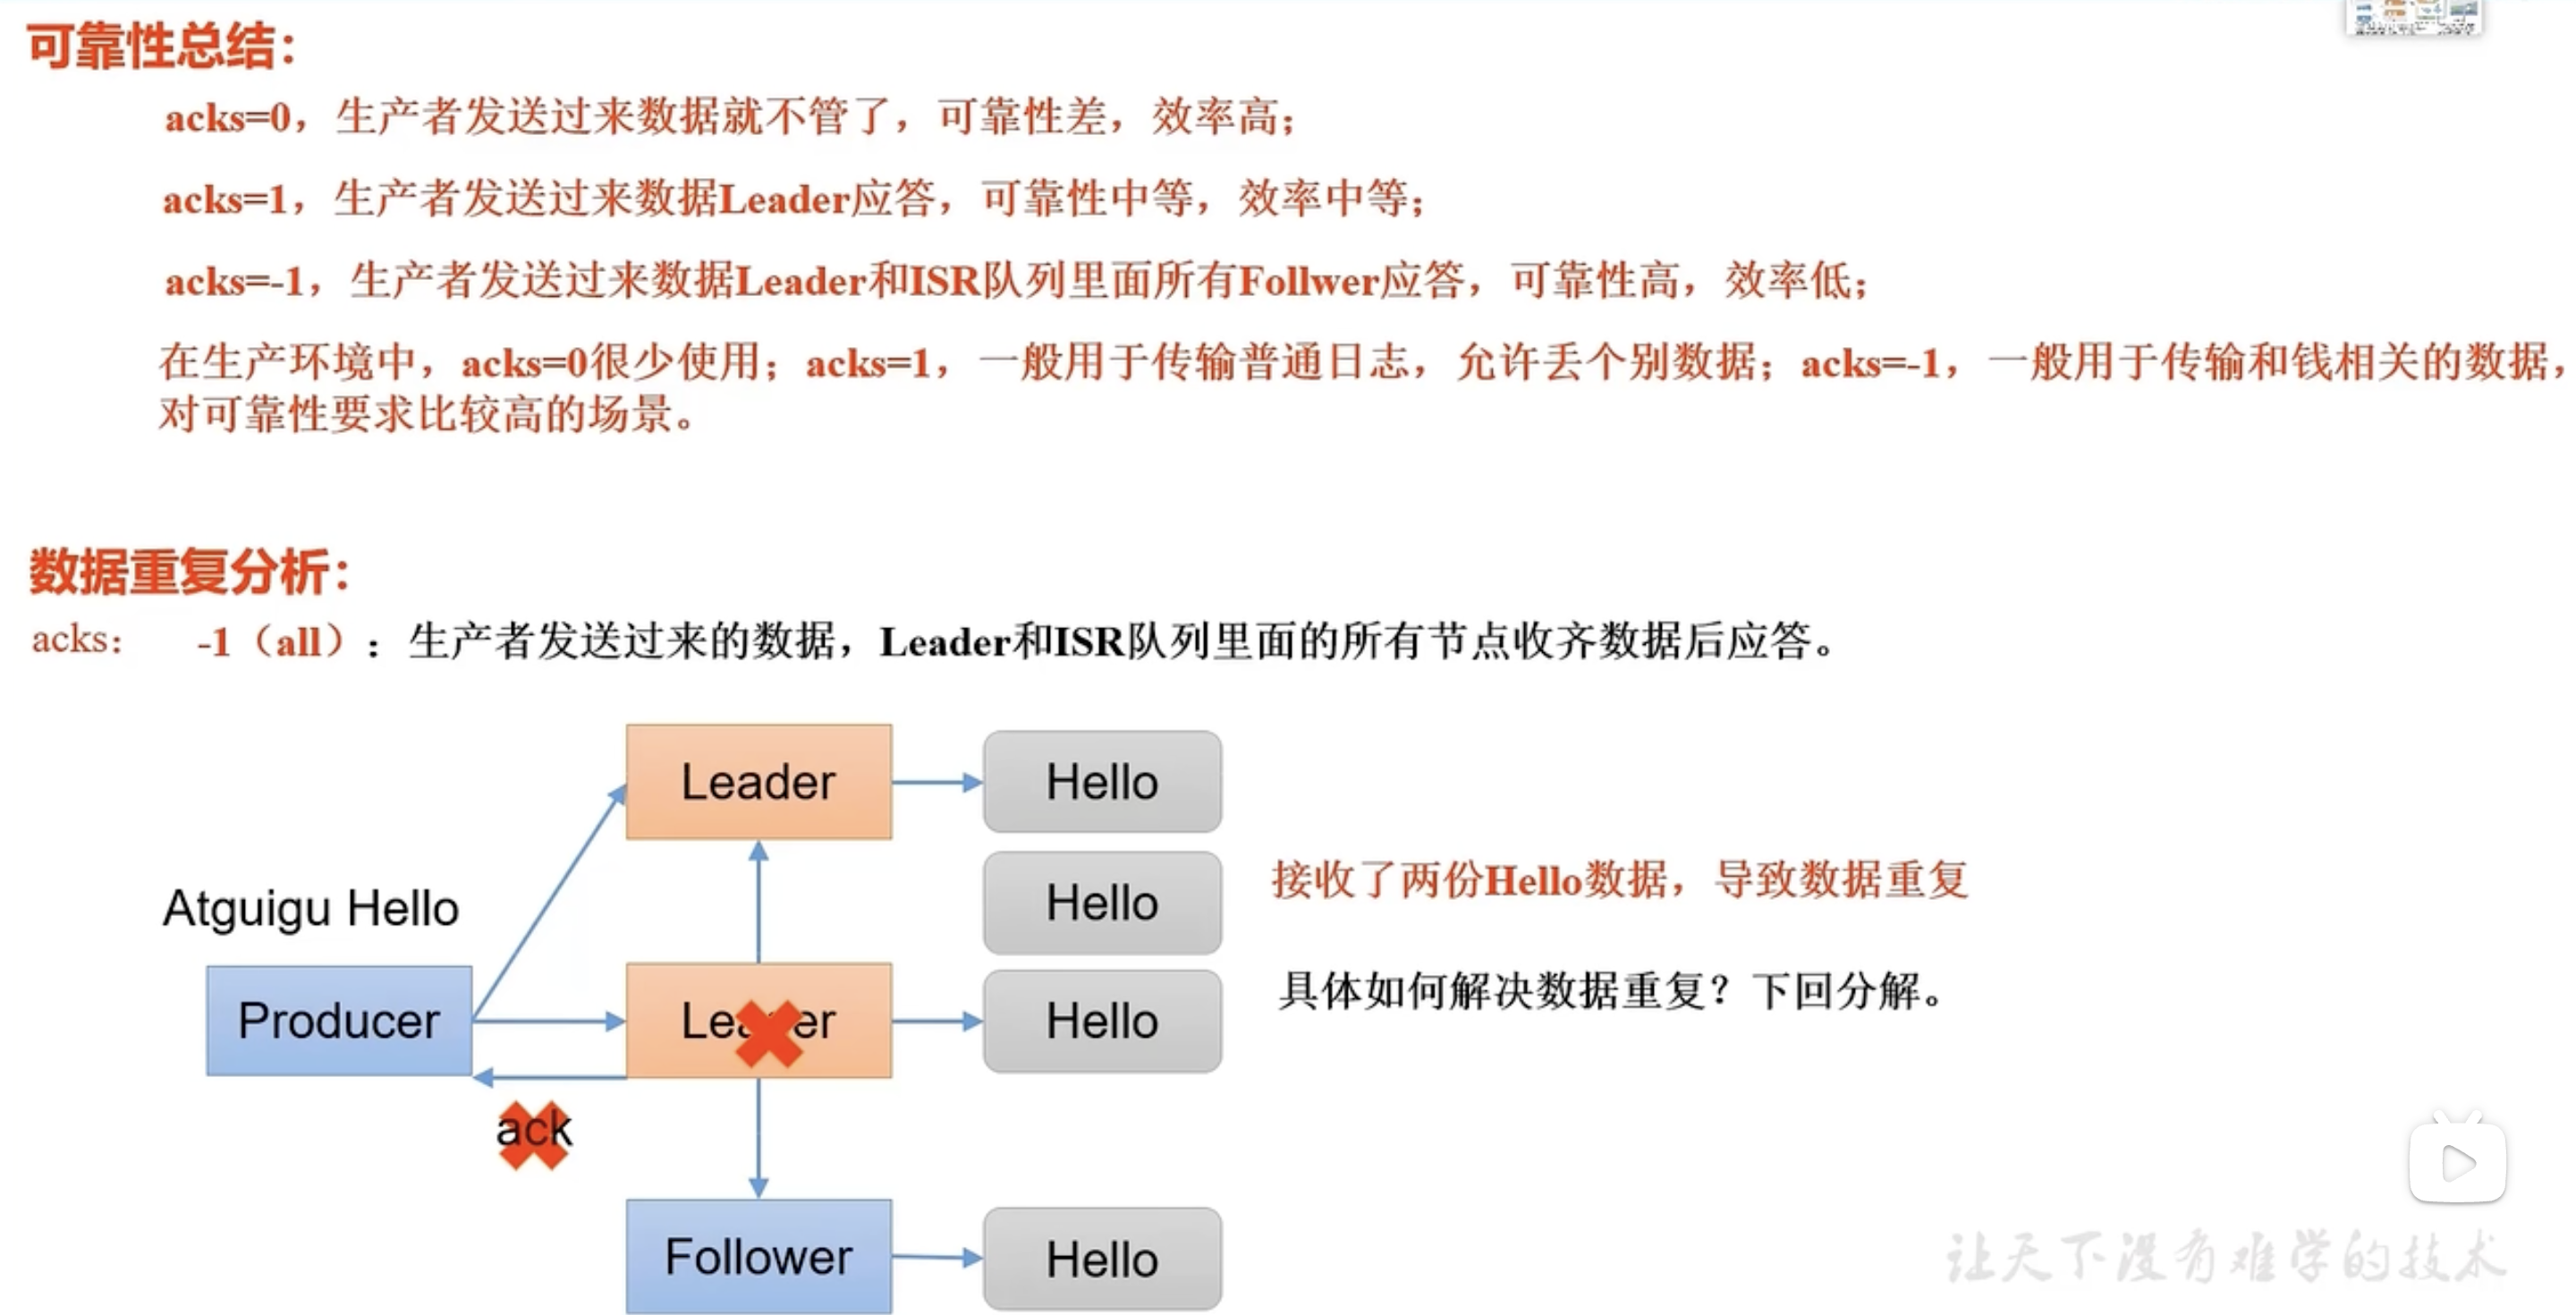 可靠性总结：
acks=0，生产者发送过来数据就不管了，可靠性差，效率高；
acks=1，生产者发送过来数据Leader应答，可靠性中等，效率中等；
acks=-1，生产者发送过来数据Leader和ISR队列里面所有Follwer应答，可靠性高，效率低；
在生产环境中，acks=0很少使用；acks=1，一般用于传输普通日志，允许丢个别数据；acks=-1，一般用于传输和钱相关的数据，
对可靠性要求比较高的场景。
数据重复分析：
acks： -1（all）：生产者发送过来的数据，Leader和ISR队列里面的所有节点收齐数据后应答。
Leader
Hello
Hello
接收了两份Hello数据，导致数据重复
Atguigu Hello
Producer
Leader
Hello
具体如何解决数据重复？下回分解。
ack
Follower
Hello
让天下没有难学的技术